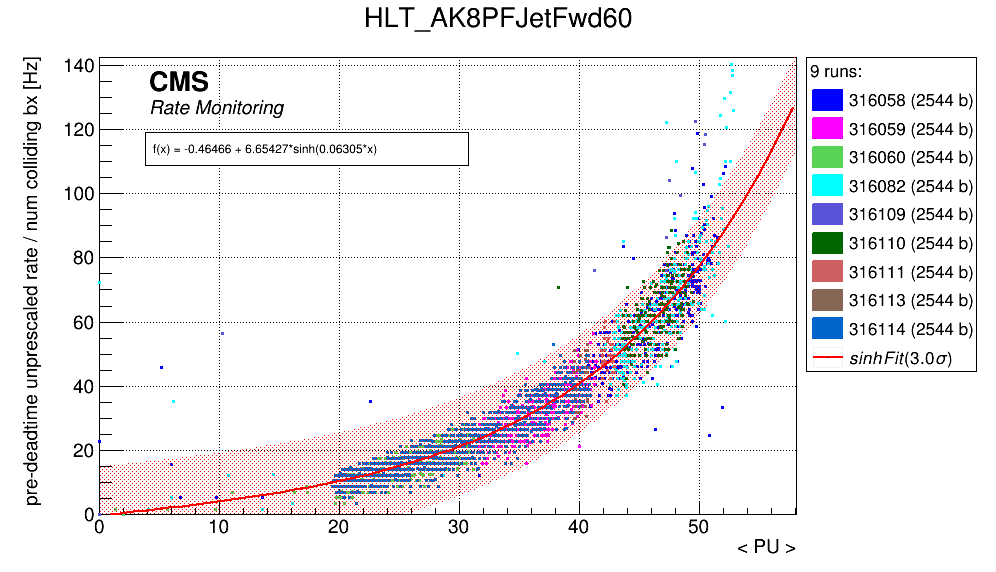 HLT_AK8PFJetFwd60
pre-deadtime unprescaled rate / num colliding bx [Hz]
140
120
100
80
60
40
20
0
CMS
Rate Monitoring
f(x) = -0.46466 + 6.65427*sinh(0.06305*x)
0 10 20 30 40 50
< PU >
9 runs:
316058 (2544 b)
316059 (2544 b)
316060 (2544 b)
316082 (2544 b)
316109 (2544 b)
316110 (2544 b)
316111 (2544 b)
316113 (2544 b)
316114 (2544 b)
sinhFit(3.0σ)